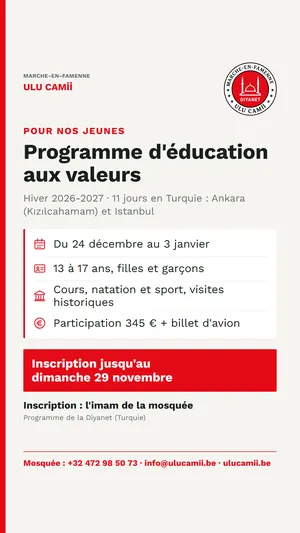 MARCHE-EN-FAMENNE
ULU CAMİİ
MARCHE-EN-FAMENNE
DIYANET
ULU CAMII
POUR NOS JEUNES
Programme d'éducation
aux valeurs
Hiver 2026-2027 · 11 jours en Turquie : Ankara
(Kızılcahamam) et Istanbul
Du 24 décembre au 3 janvier
13 à 17 ans, filles et garçons
Cours, natation et sport, visites
historiques
Participation 345 € + billet d'avion
Inscription jusqu'au
dimanche 29 novembre
Inscription : l'imam de la mosquée
Programme de la Diyanet (Turquie)
Mosquée : +32 472 98 50 73 · info@ulucamii.be · ulucamii.be